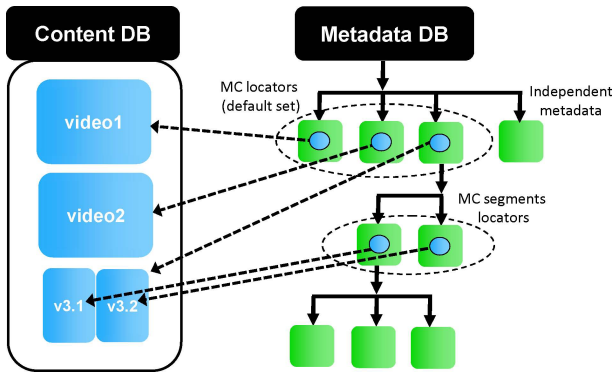 Content DB
Metadata DB
MC locators
(default set)
Independent
metadata
video1
video2
MC segments
locators
v3.1
v3.2